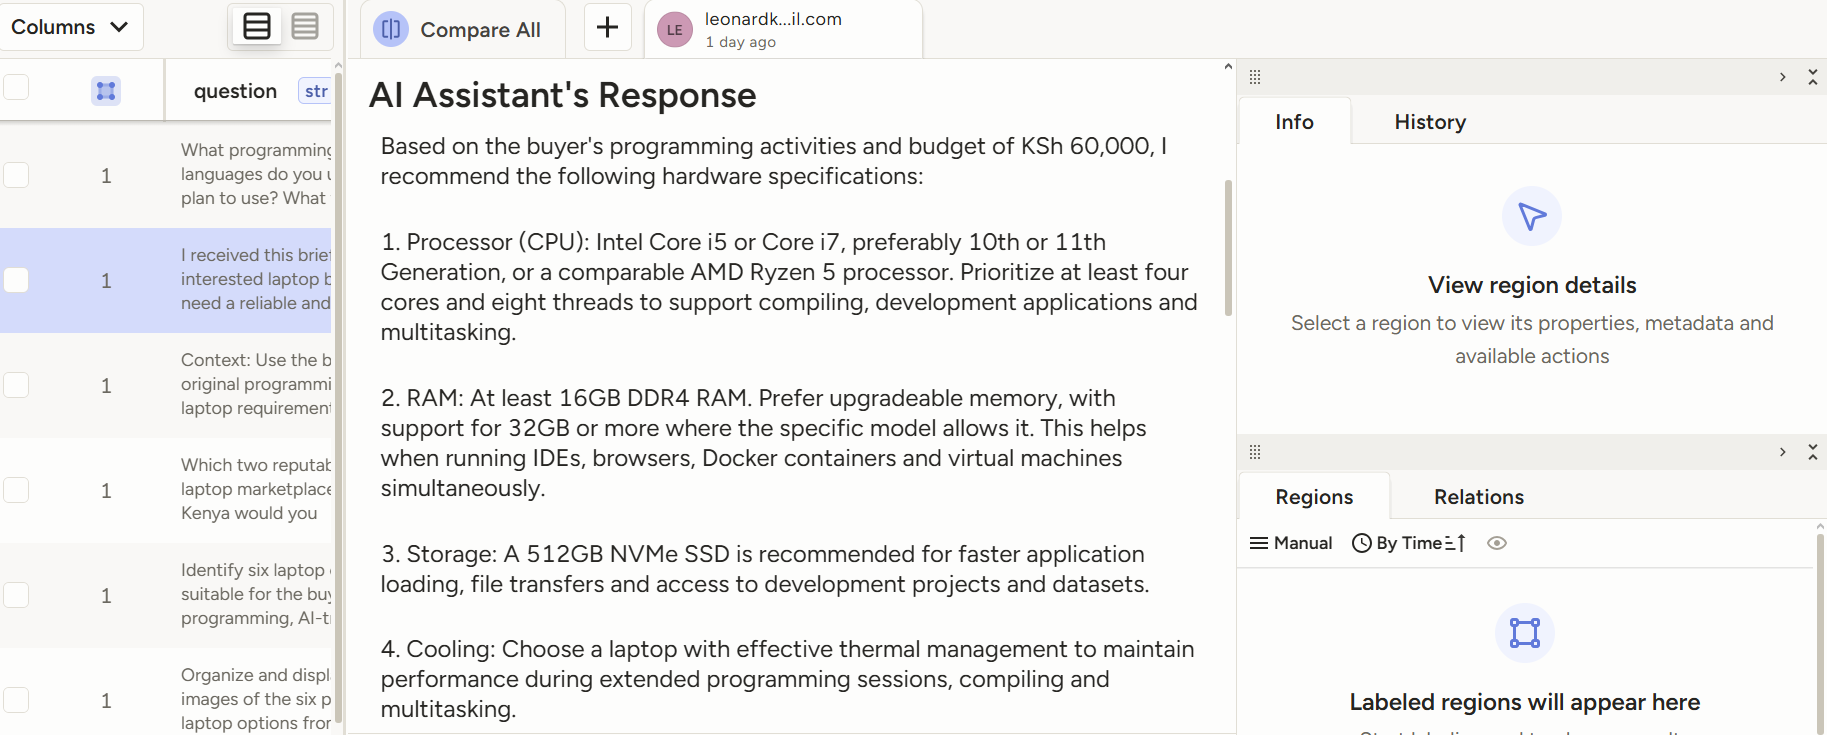 Columns
Compare All
+
LE
leonardk...il.com
1 day ago
question
str
1
What programming
languages do you u
plan to use? What
1
I received this brief
interested laptop b
need a reliable and
1
Context: Use the b
original programmi
laptop requirement
1
Which two reputab
laptop marketplace
Kenya would you
1
Identify six laptop
suitable for the buy
programming, AI-t
1
Organize and displ
images of the six p
laptop options fror
AI Assistant's Response
Based on the buyer's programming activities and budget of KSh 60,000, I
recommend the following hardware specifications:
1. Processor (CPU): Intel Core i5 or Core i7, preferably 10th or 11th
Generation, or a comparable AMD Ryzen 5 processor. Prioritize at least four
cores and eight threads to support compiling, development applications and
multitasking.
2. RAM: At least 16GB DDR4 RAM. Prefer upgradeable memory, with
support for 32GB or more where the specific model allows it. This helps
when running IDEs, browsers, Docker containers and virtual machines
simultaneously.
3. Storage: A 512GB NVMe SSD is recommended for faster application
loading, file transfers and access to development projects and datasets.
4. Cooling: Choose a laptop with effective thermal management to maintain
performance during extended programming sessions, compiling and
multitasking.
Info
History
View region details
Select a region to view its properties, metadata and
available actions
Regions
Relations
Manual
By Time
Labeled regions will appear here